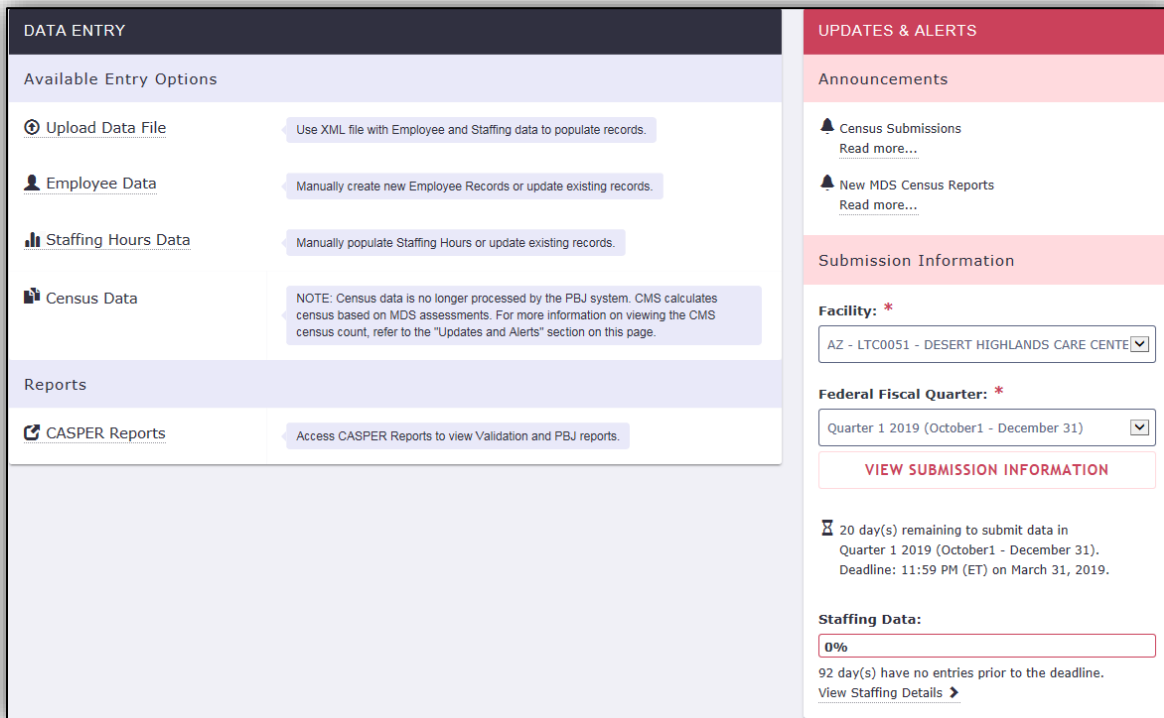 DATA ENTRY
Available Entry Options
Upload Data File
Use XML file with Employee and Staffing data to populate records.
Employee Data
Manually create new Employee Records or update existing records.
Staffing Hours Data
Manually populate Staffing Hours or update existing records.
Census Data
NOTE: Census data is no longer processed by the PBJ system. CMS calculates
census based on MDS assessments. For more information on viewing the CMS
census count, refer to the "Updates and Alerts" section on this page.
Reports
CASPER Reports
Access CASPER Reports to view Validation and PBJ reports.
UPDATES & ALERTS
Announcements
Census Submissions
Read more...
New MDS Census Reports
Read more...
Submission Information
Facility: *
AZ - LTC0051 - DESERT HIGHLANDS CARE CENTE
Federal Fiscal Quarter: *
Quarter 1 2019 (October1 - December 31)
VIEW SUBMISSION INFORMATION
20 day(s) remaining to submit data in
Quarter 1 2019 (October1 - December 31).
Deadline: 11:59 PM (ET) on March 31, 2019.
Staffing Data:
0%
92 day(s) have no entries prior to the deadline.
View Staffing Details